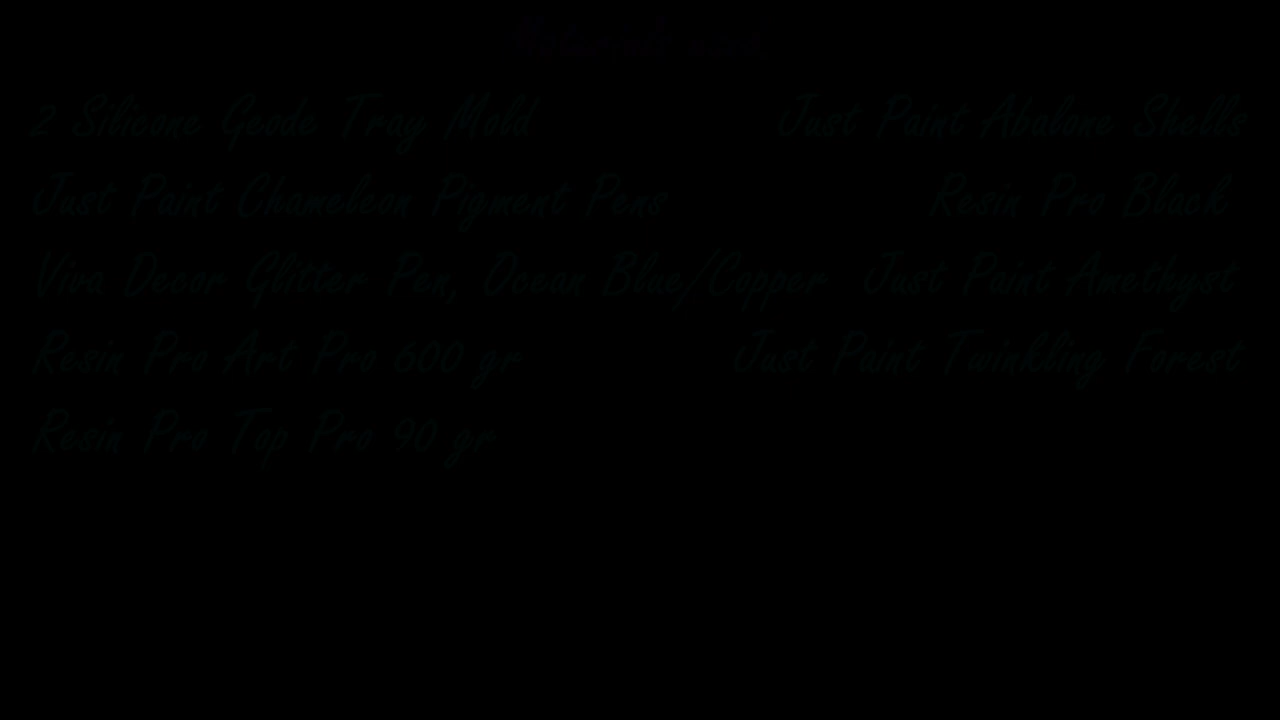 2 Silicone Geode Tray Mold
Just Paint Chameleon Pigment Pens
Viva Decor Glitter Pen, Ocean Blue/Copper
Resin Pro Art Pro 600 gr
Resin Pro Top Pro 90 gr
Just Paint Abalone Shells
Resin Pro Black
Just Paint Amethyst
Just Paint Twinkling Forest